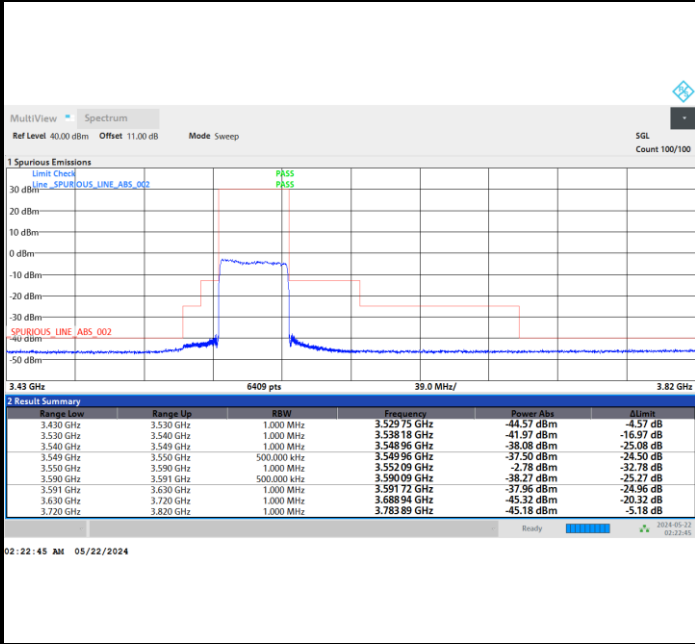 MultiView Spectrum
Ref Level 40.00 dBm Offset 11.00 dB Mode Sweep SGL
Count 100/100
1 Spurious Emissions
Limit Check PASS
Line _SPURIOUS_LINE_ABS_002 PASS
30 dBm
20 dBm
10 dBm
0 dBm
-10 dBm
-20 dBm
-30 dBm
_SPURIOUS_LINE_ABS_002
-40 dBm
-50 dBm
3.43 GHz 6409 pts 39.0 MHz/ 3.82 GHz
2 Result Summary
Range Low Range Up RBW Frequency Power Abs ΔLimit
3.430 GHz 3.530 GHz 1.000 MHz 3.529 75 GHz -44.57 dBm -4.57 dB
3.530 GHz 3.540 GHz 1.000 MHz 3.538 18 GHz -41.97 dBm -16.97 dB
3.540 GHz 3.549 GHz 1.000 MHz 3.548 96 GHz -38.08 dBm -25.08 dB
3.549 GHz 3.550 GHz 500.000 kHz 3.549 96 GHz -37.50 dBm -24.50 dB
3.550 GHz 3.590 GHz 1.000 MHz 3.552 09 GHz -2.78 dBm -32.78 dB
3.590 GHz 3.591 GHz 500.000 kHz 3.590 09 GHz -38.27 dBm -25.27 dB
3.591 GHz 3.630 GHz 1.000 MHz 3.591 72 GHz -37.96 dBm -24.96 dB
3.630 GHz 3.720 GHz 1.000 MHz 3.688 94 GHz -45.32 dBm -20.32 dB
3.720 GHz 3.820 GHz 1.000 MHz 3.783 89 GHz -45.18 dBm -5.18 dB
Ready 2024-05-22
02:22:45
02:22:45 AM 05/22/2024